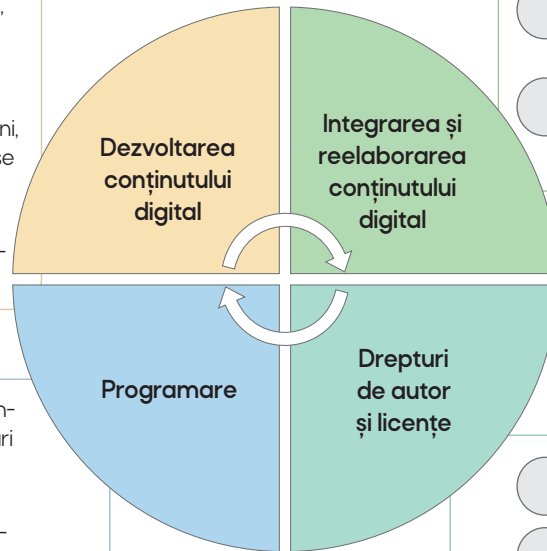 Dezvoltarea
conținutului
digital
Integrarea și
reelaborarea
conținutului
digital
Programare
Drepturi
de autor
și licențe